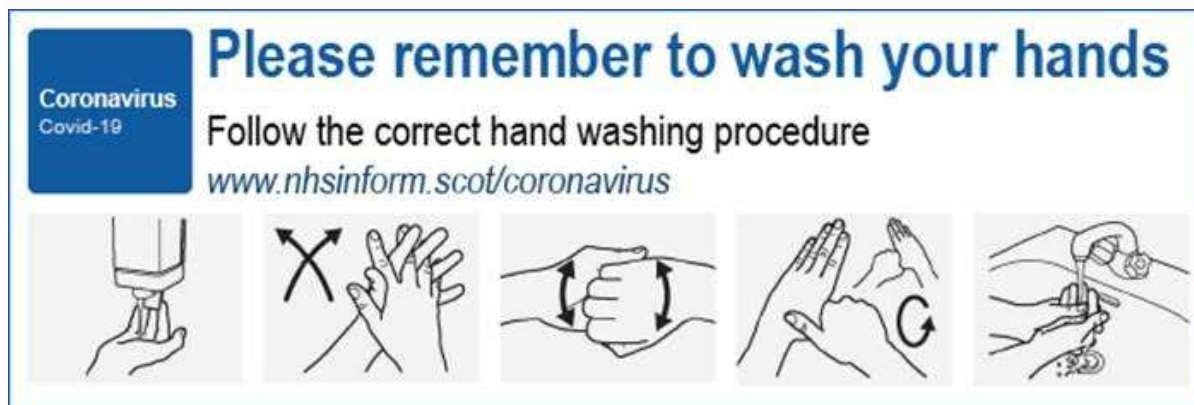 Please remember to wash your hands
Coronavirus
Covid-19
Follow the correct hand washing procedure
www.nhsinform.scot/coronavirus